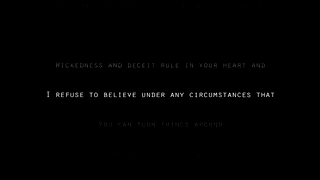 Wickedness and deceit rule in your heart and
I refuse to believe under any circumstances that
you can turn things around